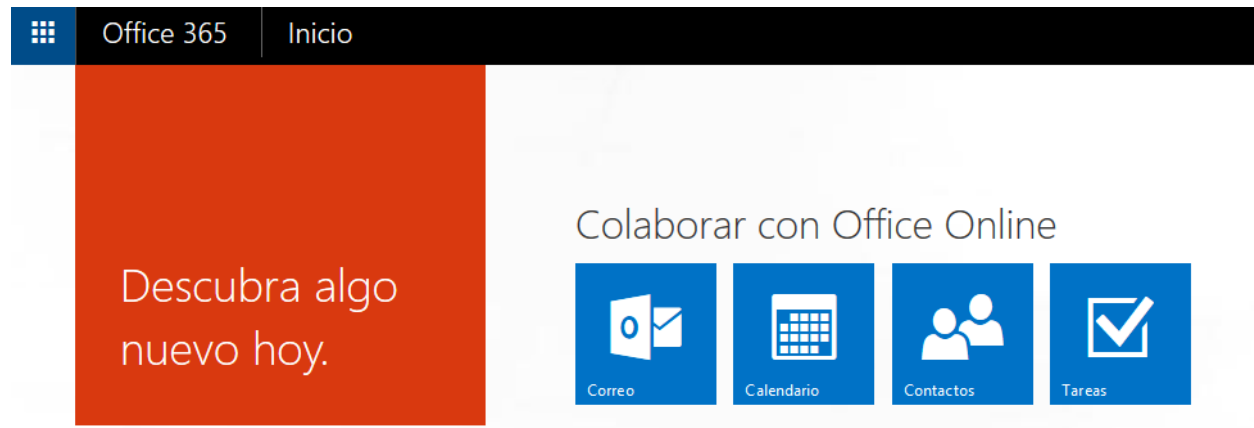 Office 365
Inicio
Descubra algo
nuevo hoy.
Colaborar con Office Online
Correo
Calendario
Contactos
Tareas